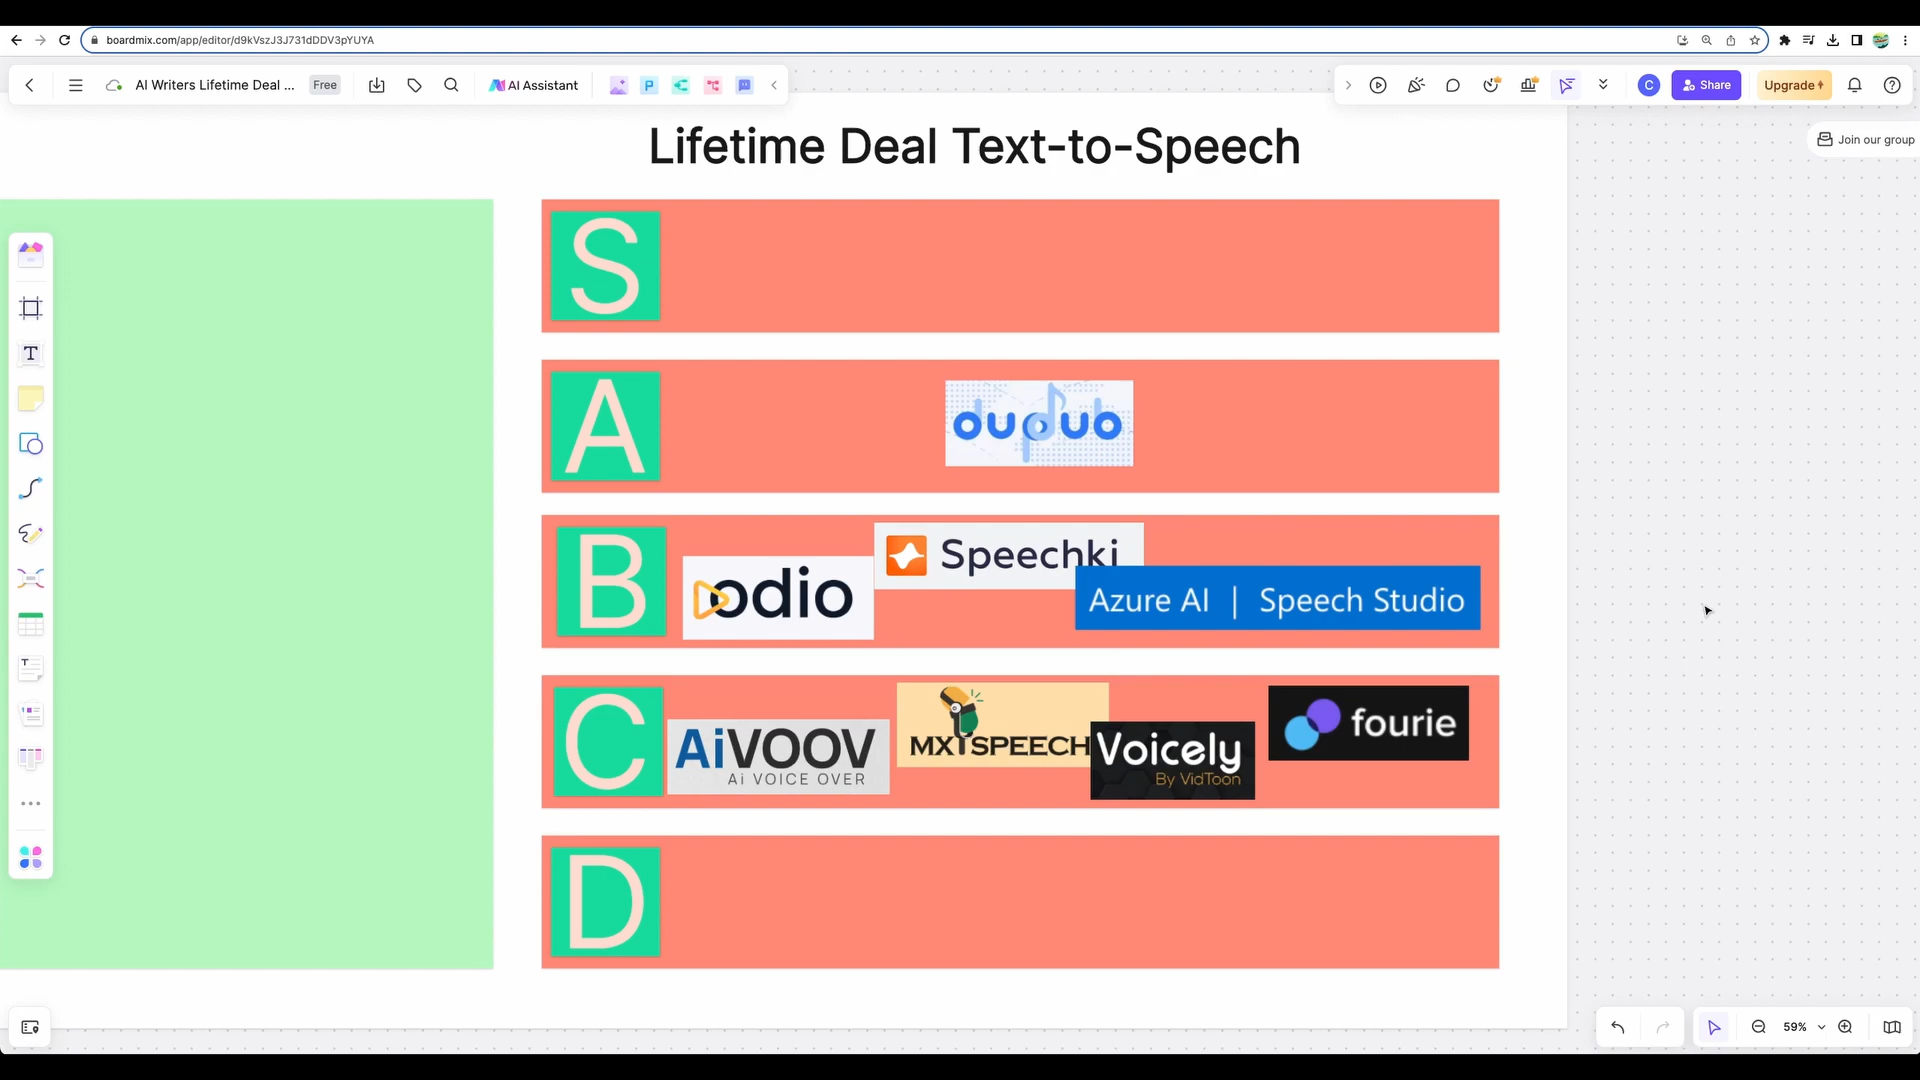 boardmix.com/app/editor/d9kVszJ3J731dDDV3pYUYA
AI Writers Lifetime Deal ...
Free
AI Assistant
C
Share
Upgrade
Join our group
Lifetime Deal Text-to-Speech
S
A
dupdub
B
odio
Speechki
Azure AI | Speech Studio
C
AiVOOV
Ai VOICE OVER
MXTSPEECH
Voicely
By VidToon
fourie
D
59%